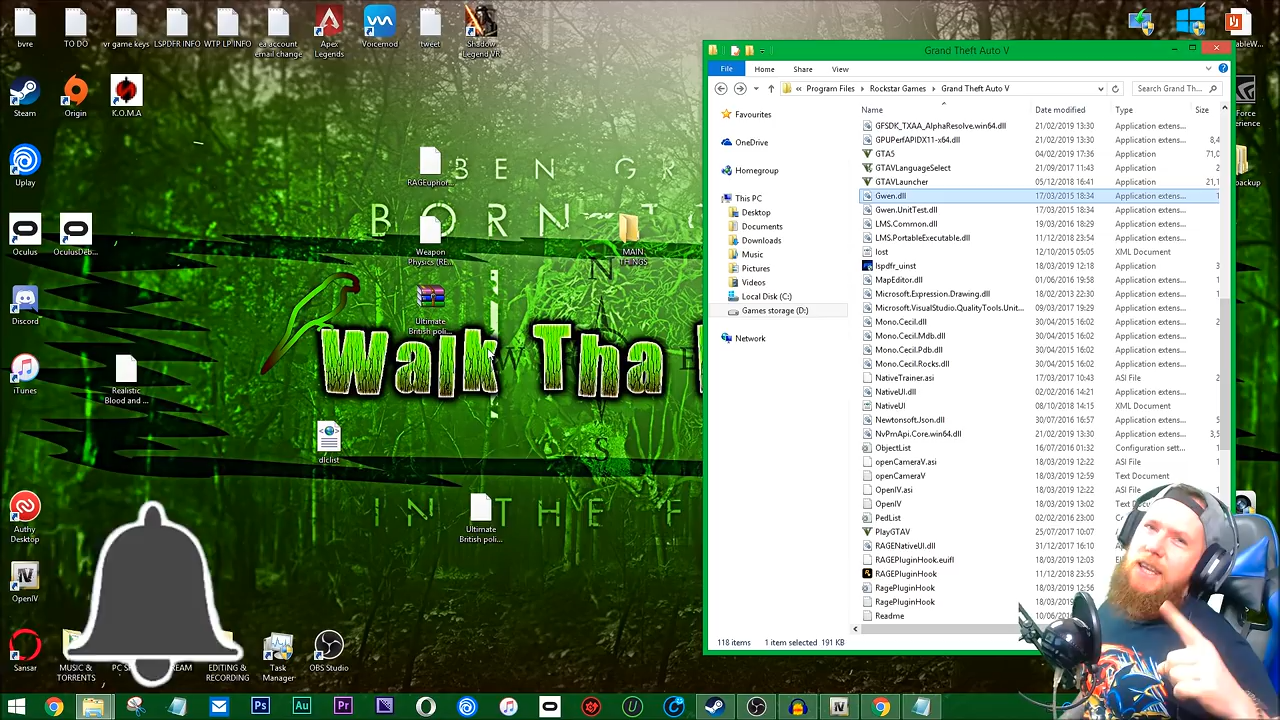 bvre
TO DO
vr game keys
LSPDFR INFO
WTP LP INFO
ea account
email change
Apex
Legends
Voicemod
tweet
Shadow
Legend VR
Steam
Origin
K.O.M.A
Uplay
RAGEuphor...
BEN GR
BORN TO
Oculus
OculusDeb...
Weapon
Physics (RE...
MAIN
THINGS
N
Discord
Ultimate
British poli...
Walk Tha
W
iTunes
Realistic
Blood and ...
dlclist
S
IN THE F
Authy
Desktop
Ultimate
British poli...
OpenIV
Sansar
MUSIC &
TORRENTS
EDITING &
RECORDING
Task
Manager
OBS Studio
Grand Theft Auto V
File
Home
Share
View
« Program Files
Rockstar Games
Grand Theft Auto V
Search Grand Th...
Name
Date modified
Type
Size
Favourites
OneDrive
Homegroup
This PC
Desktop
Documents
Downloads
Music
Pictures
Videos
Local Disk (C:)
Games storage (D:)
Network
GFSDK_TXAA_AlphaResolve.win64.dll 21/02/2019 13:30 Application extens...
GPUPerfAPIDX11-x64.dll 21/02/2019 13:30 Application extens... 8,4
GTA5 04/02/2019 17:36 Application 71,0
GTAVLanguageSelect 21/09/2017 11:43 Application extens...
GTAVLauncher 05/12/2018 16:41 Application 21,1
Gwen.dll 17/03/2015 18:34 Application extens... 1
Gwen.UnitTest.dll 17/03/2015 18:34 Application extens...
LMS.Common.dll 19/03/2016 18:29 Application extens...
LMS.PortableExecutable.dll 11/12/2018 23:54 Application extens...
lost 12/10/2015 05:05 XML Document
lspdfr_uninst 18/03/2019 12:18 Application 3
MapEditor.dll 01/06/2016 19:58 Application extens... 1
Microsoft.Expression.Drawing.dll 18/02/2013 22:30 Application extens... 1
Microsoft.VisualStudio.QualityTools.Unit... 09/03/2017 19:29 Application extens...
Mono.Cecil.dll 30/04/2015 16:02 Application extens... 2
Mono.Cecil.Mdb.dll 30/04/2015 16:02 Application extens...
Mono.Cecil.Pdb.dll 30/04/2015 16:02 Application extens...
Mono.Cecil.Rocks.dll 30/04/2015 16:02 Application extens...
NativeTrainer.asi 17/03/2017 10:43 ASI File 2
NativeUI.dll 02/02/2016 14:21 Application extens...
NativeUI 08/10/2018 14:15 XML Document
Newtonsoft.Json.dll 30/07/2016 16:57 Application extens... 5
NvPmApi.Core.win64.dll 21/02/2019 13:30 Application extens... 3,5
ObjectList 16/07/2016 01:32 Configuration sett...
openCameraV.asi 18/03/2019 12:22 ASI File
openCameraV 18/03/2019 12:59 Text Document
OpenIV.asi 18/03/2019 12:22 ASI File
OpenIV 18/03/2019 13:02
PedList 02/02/2016 23:00
PlayGTAV 25/07/2017 10:07
RAGENativeUI.dll 31/12/2017 16:10
RAGEPluginHook.euifl 18/03/2019 12:03
RAGEPluginHook 11/12/2018 23:55
RagePluginHook 18/03/2019 12:56
RagePluginHook 18/03/2019
Readme
118 items
1 item selected 191 KB